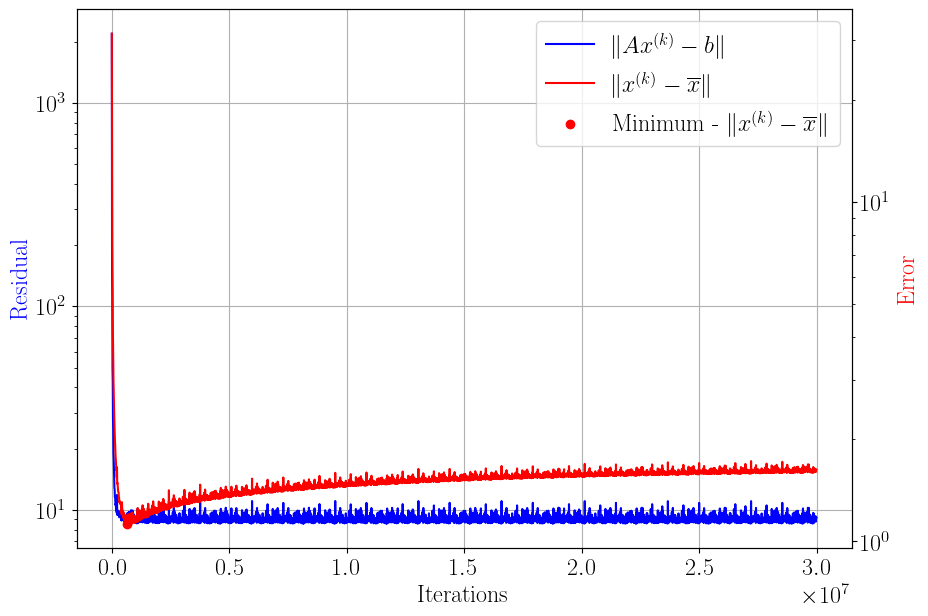 ‖Ax^{(k)} − b‖
‖x^{(k)} − x̅‖
Minimum - ‖x^{(k)} − x̅‖
10^3
10^2
10^1
Residual
10^1
10^0
Error
0.0 0.5 1.0 1.5 2.0 2.5 3.0
Iterations
×10^7